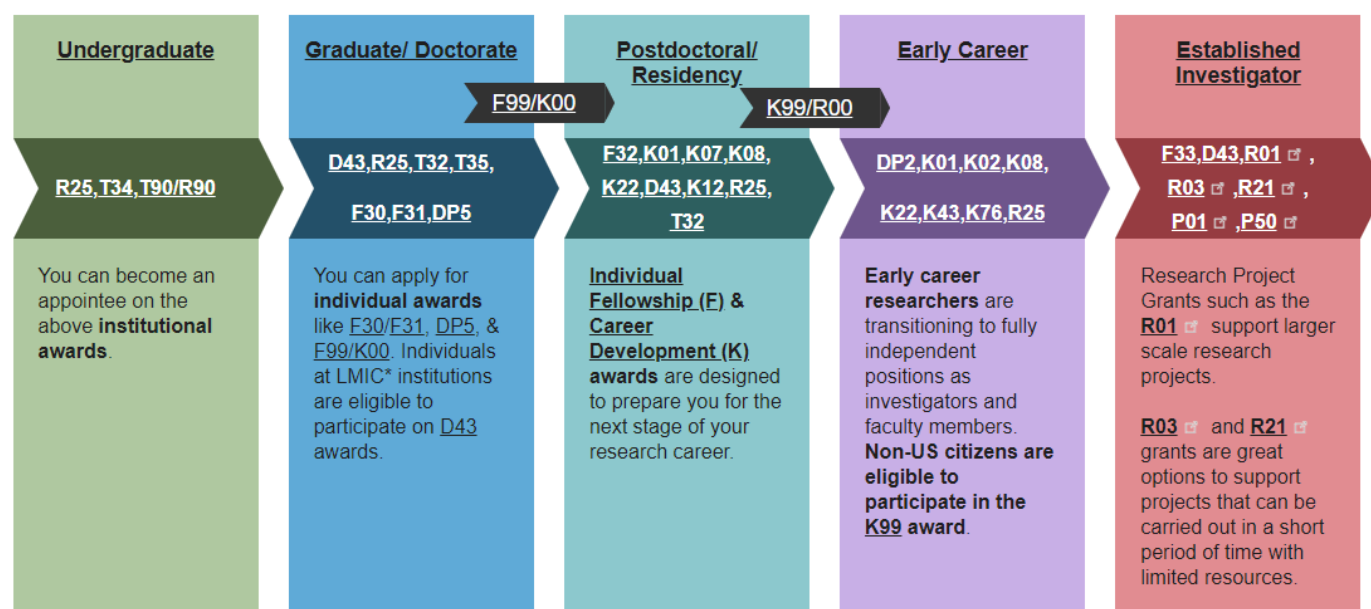 Undergraduate
R25,T34,T90/R90
You can become an
appointee on the
above institutional
awards.
Graduate/ Doctorate
F99/K00
D43,R25,T32,T35,
F30,F31,DP5
You can apply for
individual awards
like F30/F31, DP5, &
F99/K00. Individuals
at LMIC* institutions
are eligible to
participate on D43
awards.
Postdoctoral/
Residency
K99/R00
F32,K01,K07,K08,
K22,D43,K12,R25,
T32
Individual
Fellowship (F) &
Career
Development (K)
awards are designed
to prepare you for the
next stage of your
research career.
Early Career
DP2,K01,K02,K08,
K22,K43,K76,R25
Early career
researchers are
transitioning to fully
independent
positions as
investigators and
faculty members.
Non-US citizens are
eligible to
participate in the
K99 award.
Established
Investigator
F33,D43,R01 ,
R03 ,R21 ,
P01 ,P50
Research Project
Grants such as the
R01 support larger
scale research
projects.
R03 and R21
grants are great
options to support
projects that can be
carried out in a short
period of time with
limited resources.